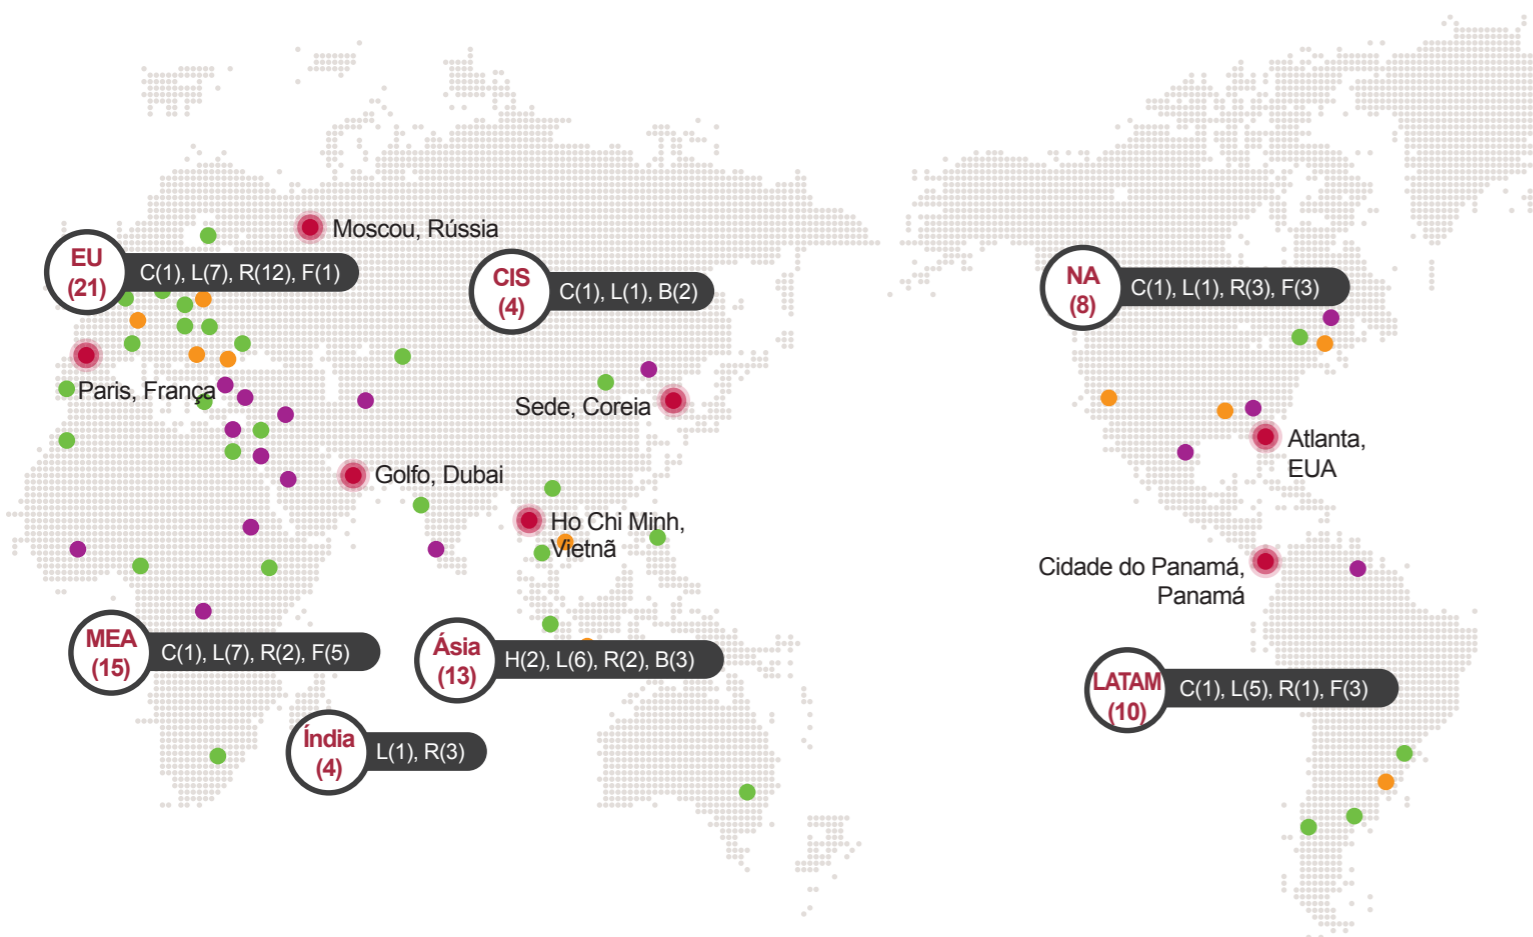 Moscou, Rússia
EU
(21)
C(1), L(7), R(12), F(1)
CIS
(4)
C(1), L(1), B(2)
NA
(8)
C(1), L(1), R(3), F(3)
Paris, França
Sede, Coreia
Atlanta,
EUA
Golfo, Dubai
Ho Chi Minh,
Vietnã
Cidade do Panamá,
Panamá
MEA
(15)
C(1), L(7), R(2), F(5)
Ásia
(13)
H(2), L(6), R(2), B(3)
LATAM
(10)
C(1), L(5), R(1), F(3)
Índia
(4)
L(1), R(3)